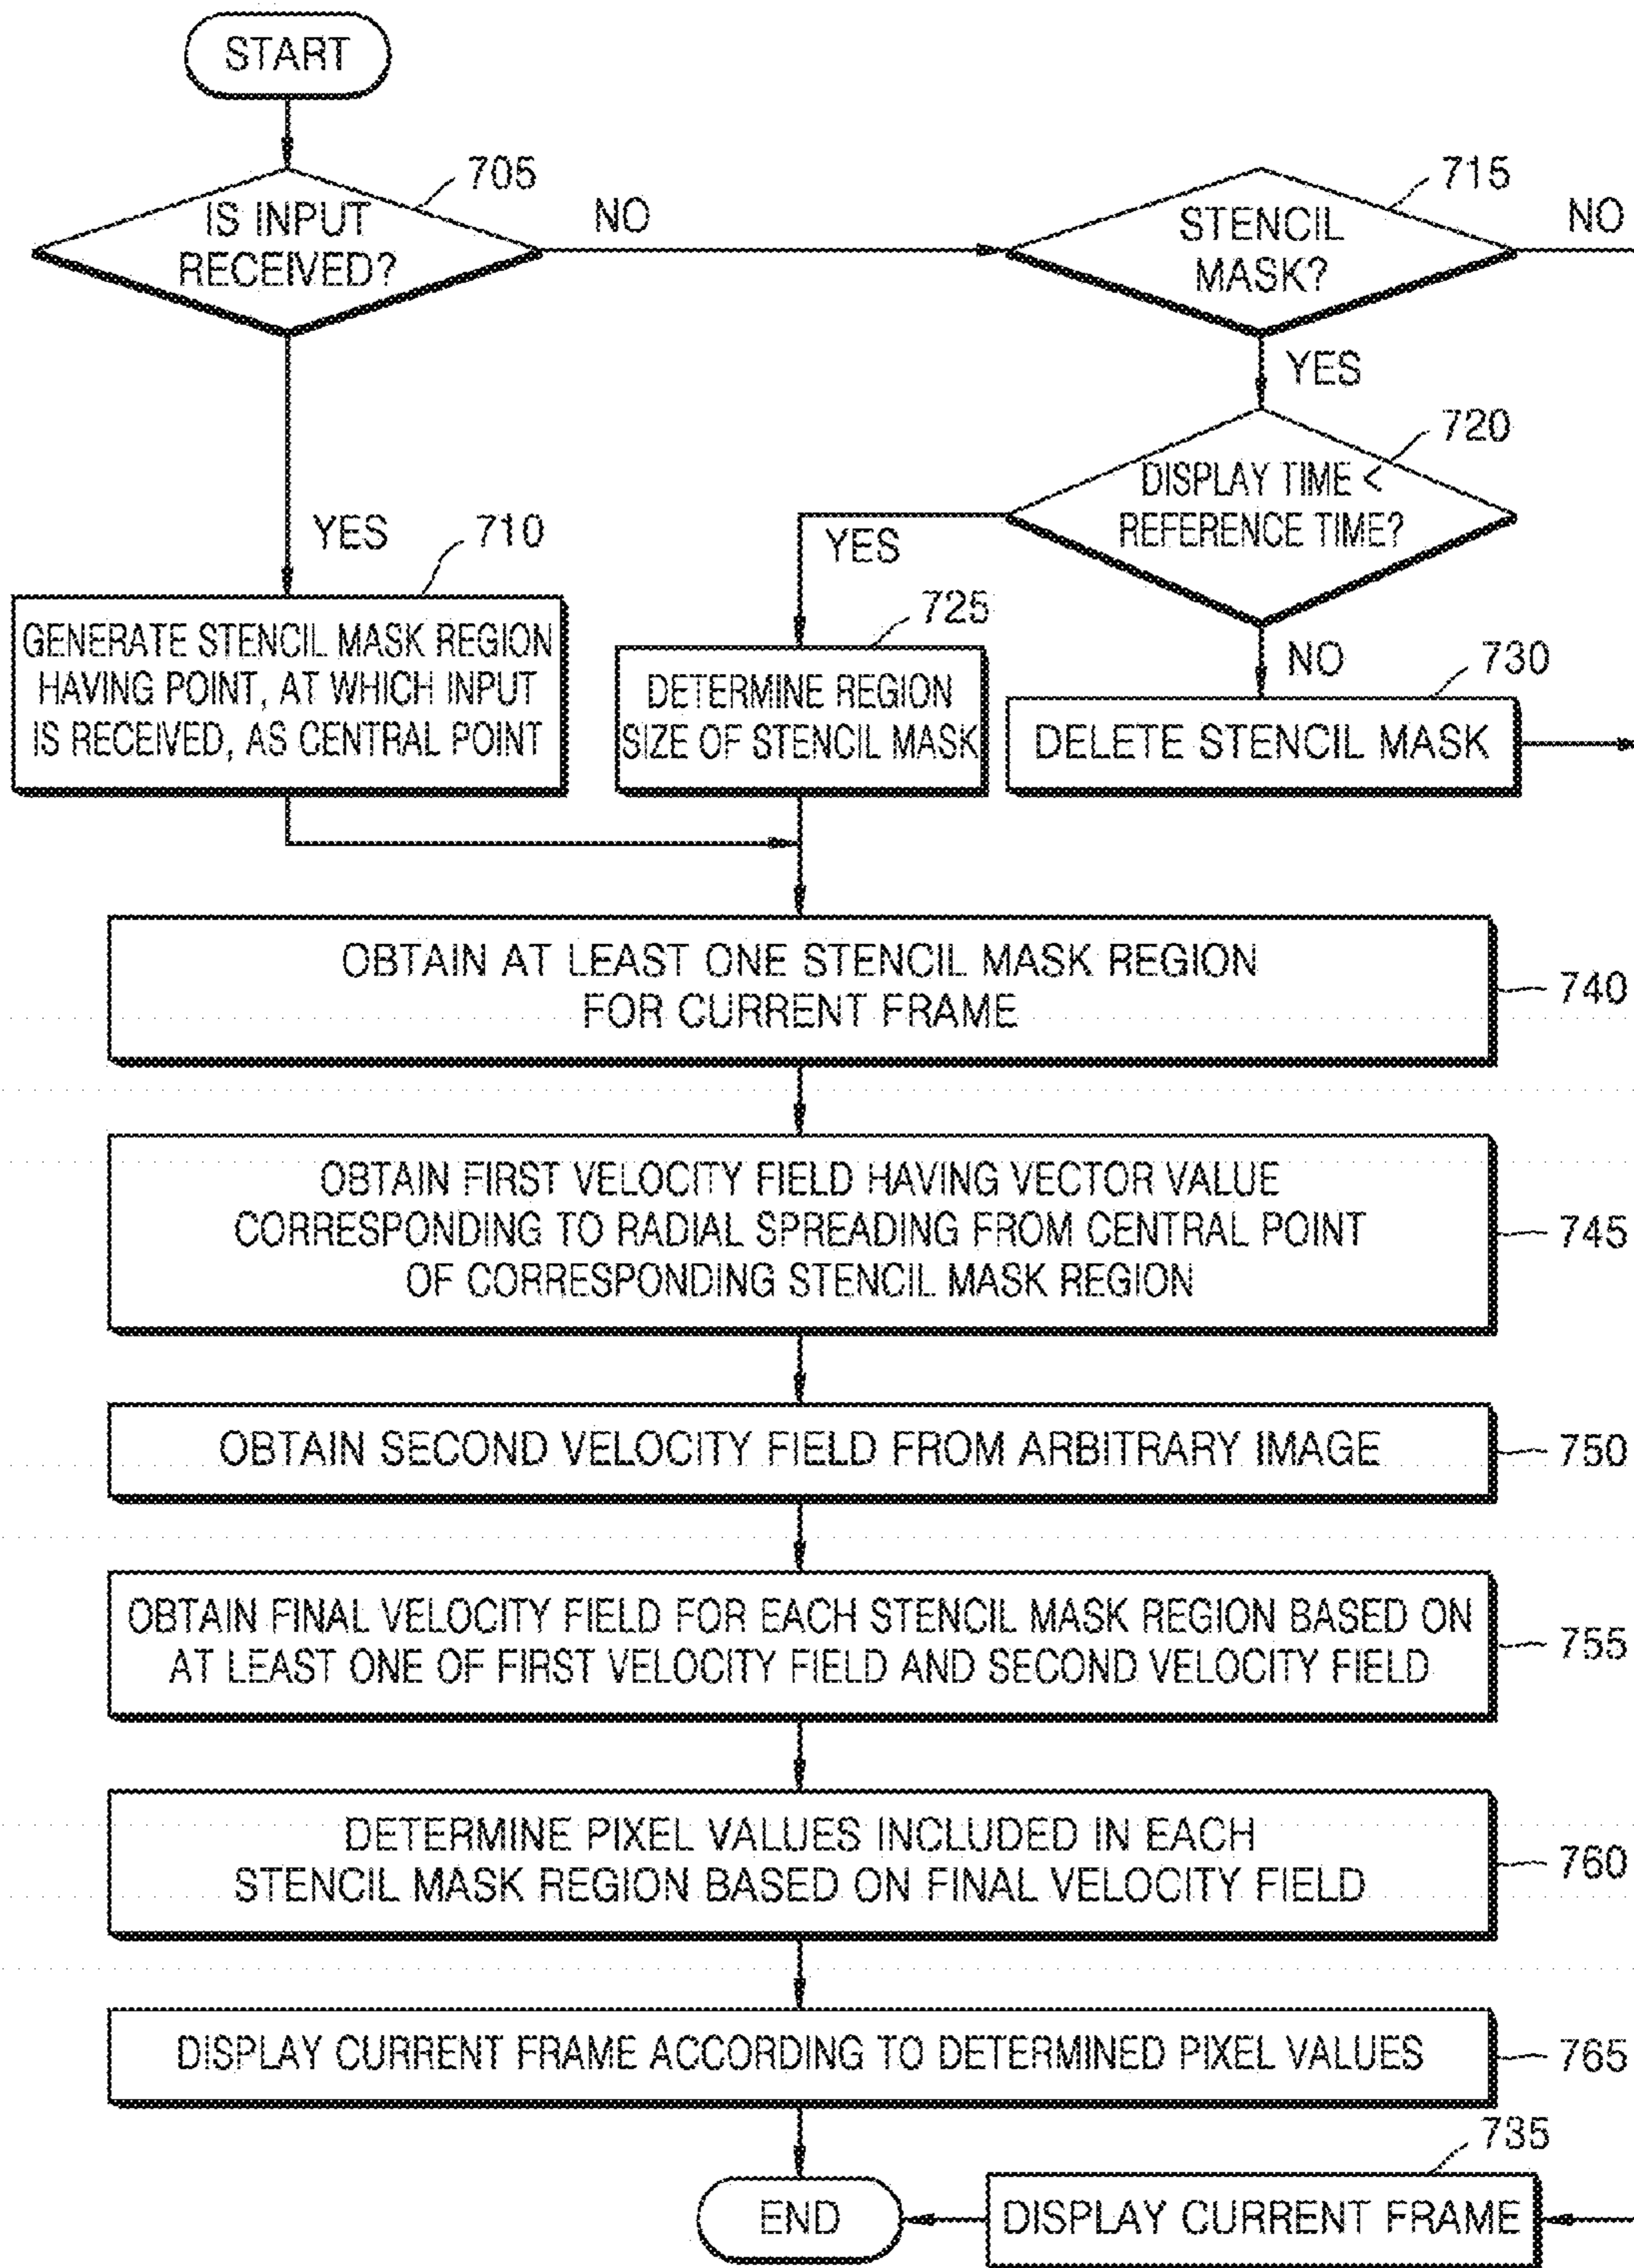 START
705
IS INPUT
RECEIVED?
NO
715
STENCIL
MASK?
NO
YES
720
DISPLAY TIME <
REFERENCE TIME?
YES
YES
710
GENERATE STENCIL MASK REGION
HAVING POINT, AT WHICH INPUT
IS RECEIVED, AS CENTRAL POINT
725
DETERMINE REGION
SIZE OF STENCIL MASK
NO
730
DELETE STENCIL MASK
OBTAIN AT LEAST ONE STENCIL MASK REGION
FOR CURRENT FRAME
740
OBTAIN FIRST VELOCITY FIELD HAVING VECTOR VALUE
CORRESPONDING TO RADIAL SPREADING FROM CENTRAL POINT
OF CORRESPONDING STENCIL MASK REGION
745
OBTAIN SECOND VELOCITY FIELD FROM ARBITRARY IMAGE
750
OBTAIN FINAL VELOCITY FIELD FOR EACH STENCIL MASK REGION BASED ON
AT LEAST ONE OF FIRST VELOCITY FIELD AND SECOND VELOCITY FIELD
755
DETERMINE PIXEL VALUES INCLUDED IN EACH
STENCIL MASK REGION BASED ON FINAL VELOCITY FIELD
760
DISPLAY CURRENT FRAME ACCORDING TO DETERMINED PIXEL VALUES
765
735
END
DISPLAY CURRENT FRAME